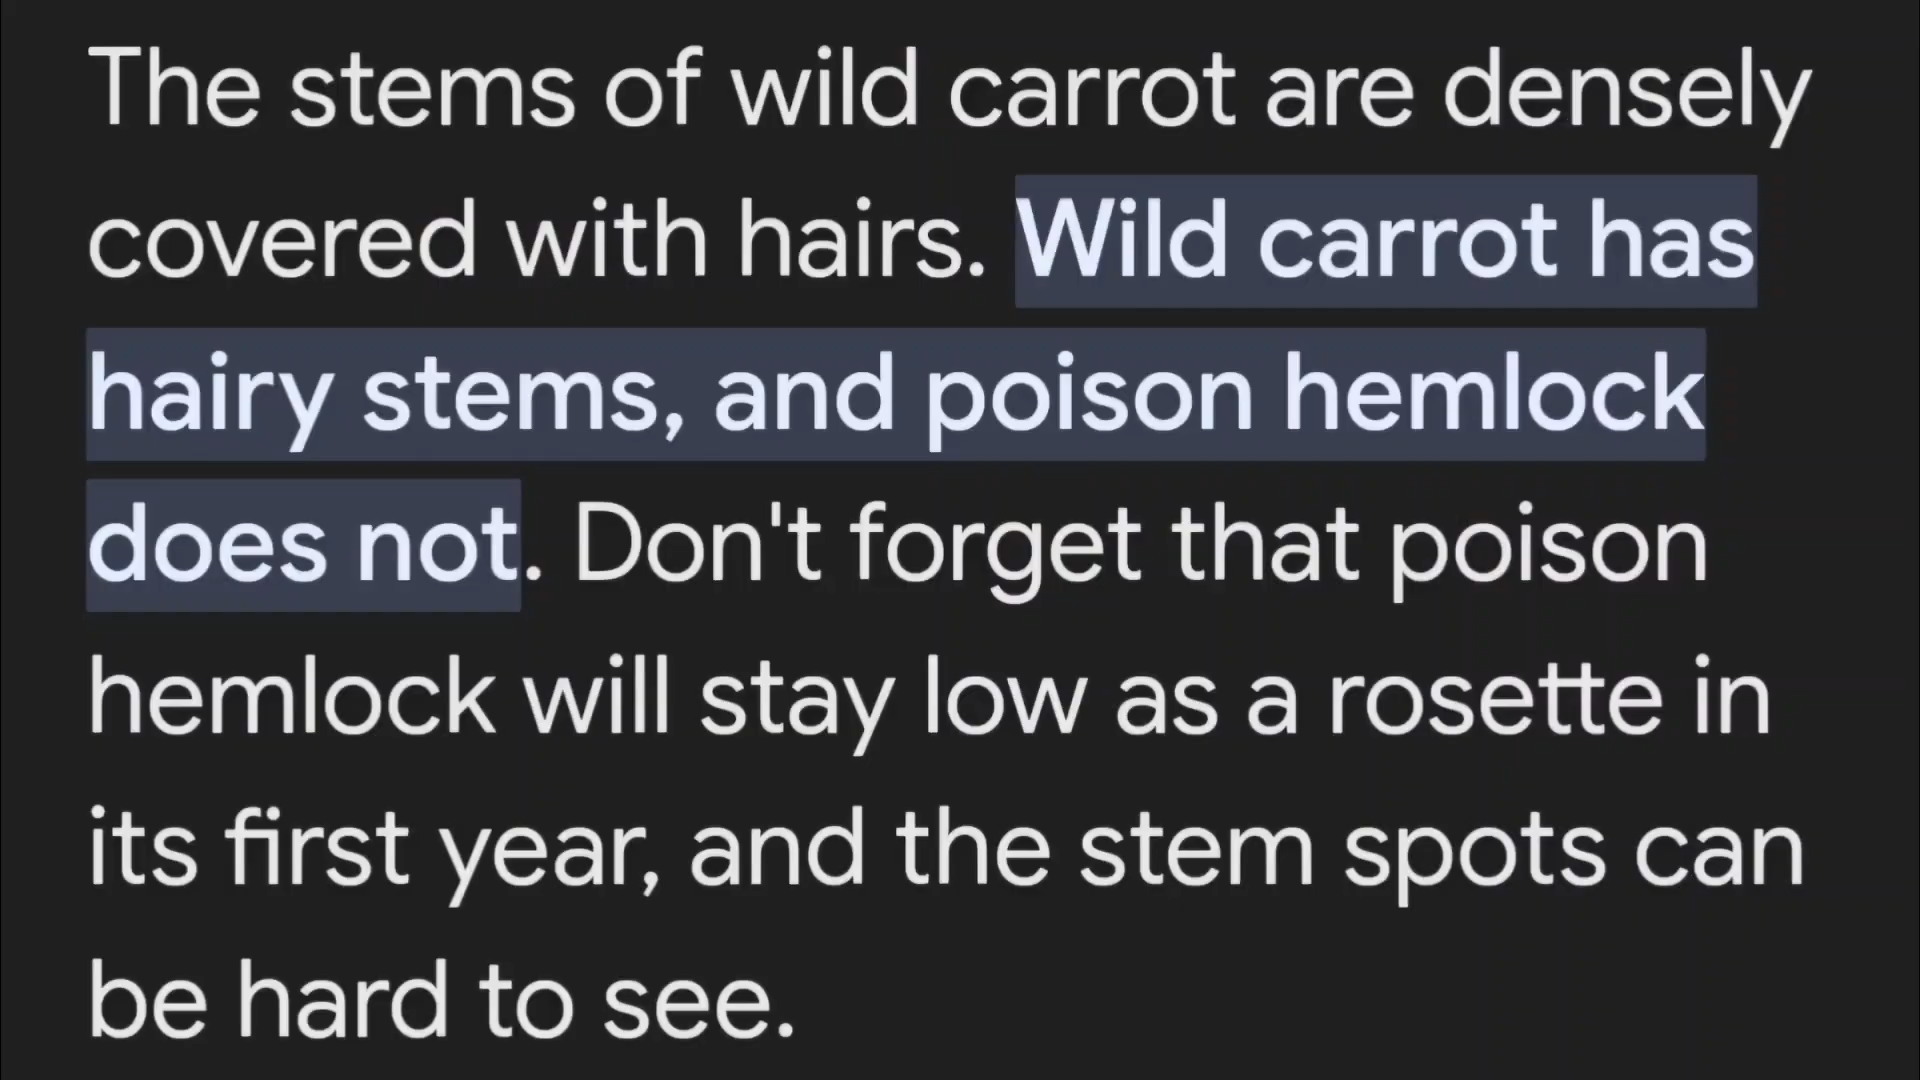 The stems of wild carrot are densely
covered with hairs. Wild carrot has
hairy stems, and poison hemlock
does not. Don't forget that poison
hemlock will stay low as a rosette in
its first year, and the stem spots can
be hard to see.